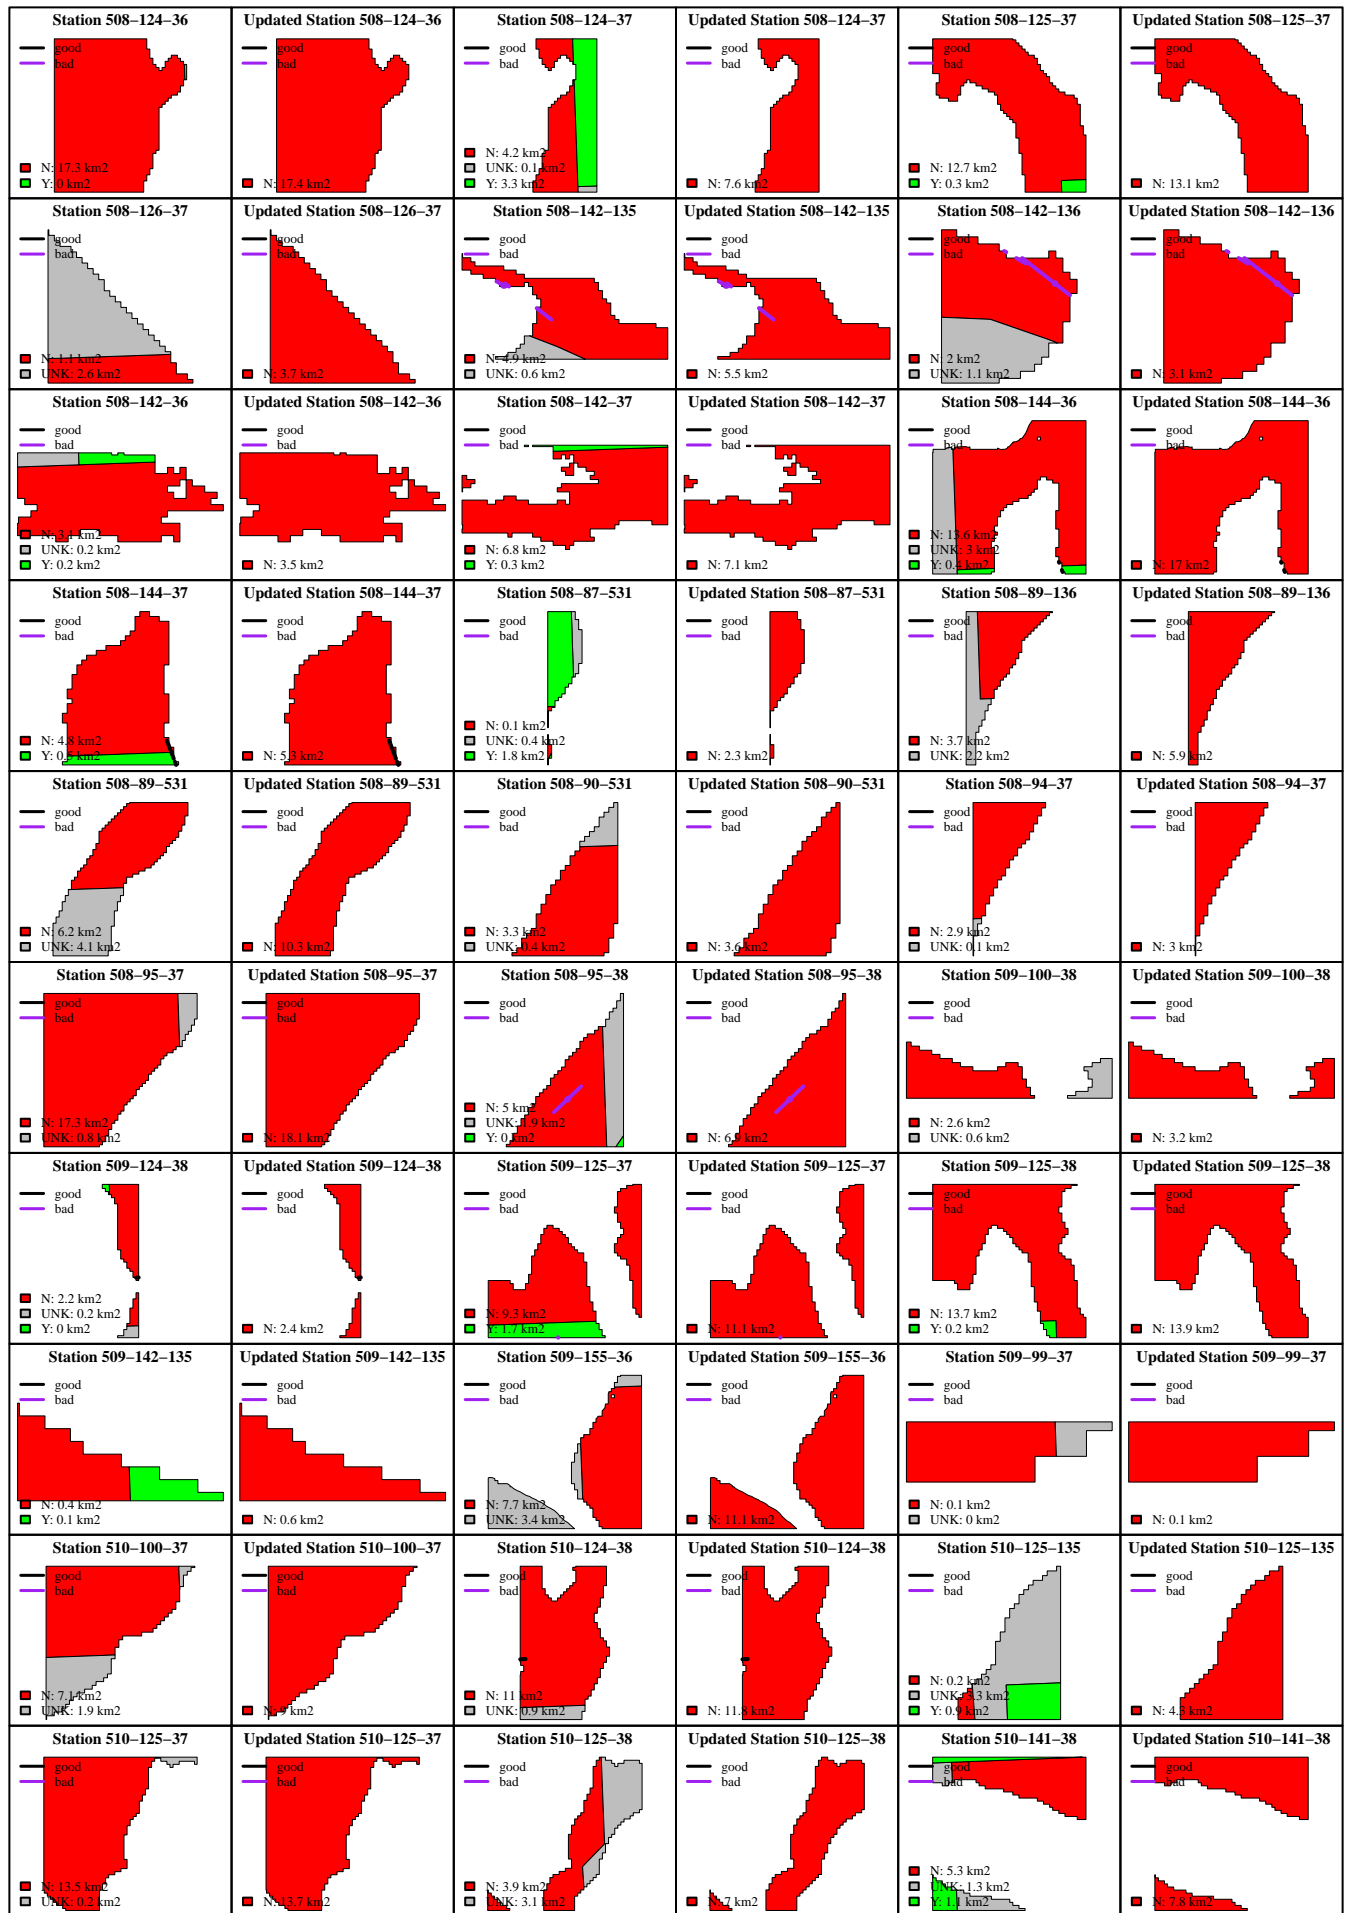 Station 508−124−36
good
bad
N: 17.3 km2
Y: 0 km2
Updated Station 508−124−36
good
bad
N: 17.4 km2
Station 508−124−37
good
bad
N: 4.2 km2
UNK: 0.1 km2
Y: 3.3 km2
Updated Station 508−124−37
good
bad
N: 7.6 km2
Station 508−125−37
good
bad
N: 12.7 km2
Y: 0.3 km2
Updated Station 508−125−37
good
bad
N: 13.1 km2
Station 508−126−37
good
bad
N: 1.1 km2
UNK: 2.6 km2
Updated Station 508−126−37
good
bad
N: 3.7 km2
Station 508−142−135
good
bad
N: 4.9 km2
UNK: 0.6 km2
Updated Station 508−142−135
good
bad
N: 5.5 km2
Station 508−142−136
good
bad
N: 2 km2
UNK: 1.1 km2
Updated Station 508−142−136
good
bad
N: 3.1 km2
Station 508−142−36
good
bad
N: 3.1 km2
UNK: 0.2 km2
Y: 0.2 km2
Updated Station 508−142−36
good
bad
N: 3.5 km2
Station 508−142−37
good
bad
N: 6.8 km2
Y: 0.3 km2
Updated Station 508−142−37
good
bad
N: 7.1 km2
Station 508−144−36
good
bad
N: 13.6 km2
UNK: 3 km2
Y: 0.4 km2
Updated Station 508−144−36
good
bad
N: 17 km2
Station 508−144−37
good
bad
N: 4.8 km2
Y: 0.5 km2
Updated Station 508−144−37
good
bad
N: 5.3 km2
Station 508−87−531
good
bad
N: 0.1 km2
UNK: 0.4 km2
Y: 1.8 km2
Updated Station 508−87−531
good
bad
N: 2.3 km2
Station 508−89−136
good
bad
N: 3.7 km2
UNK: 2.2 km2
Updated Station 508−89−136
good
bad
N: 5.9 km2
Station 508−89−531
good
bad
N: 6.2 km2
UNK: 4.1 km2
Updated Station 508−89−531
good
bad
N: 10.3 km2
Station 508−90−531
good
bad
N: 3.3 km2
UNK: 0.4 km2
Updated Station 508−90−531
good
bad
N: 3.6 km2
Station 508−94−37
good
bad
N: 2.9 km2
UNK: 0.1 km2
Updated Station 508−94−37
good
bad
N: 3 km2
Station 508−95−37
good
bad
N: 17.3 km2
UNK: 0.8 km2
Updated Station 508−95−37
good
bad
N: 18.1 km2
Station 508−95−38
good
bad
N: 5 km2
UNK: 1.9 km2
Y: 0 km2
Updated Station 508−95−38
good
bad
N: 6.9 km2
Station 509−100−38
good
bad
N: 2.6 km2
UNK: 0.6 km2
Updated Station 509−100−38
good
bad
N: 3.2 km2
Station 509−124−38
good
bad
N: 2.2 km2
UNK: 0.2 km2
Y: 0 km2
Updated Station 509−124−38
good
bad
N: 2.4 km2
Station 509−125−37
good
bad
N: 9.3 km2
Y: 1.7 km2
Updated Station 509−125−37
good
bad
N: 11.1 km2
Station 509−125−38
good
bad
N: 13.7 km2
Y: 0.2 km2
Updated Station 509−125−38
good
bad
N: 13.9 km2
Station 509−142−135
good
bad
N: 0.4 km2
Y: 0.1 km2
Updated Station 509−142−135
good
bad
N: 0.6 km2
Station 509−155−36
good
bad
N: 7.7 km2
UNK: 3.4 km2
Updated Station 509−155−36
good
bad
N: 11.1 km2
Station 509−99−37
good
bad
N: 0.1 km2
UNK: 0 km2
Updated Station 509−99−37
good
bad
N: 0.1 km2
Station 510−100−37
good
bad
N: 7.1 km2
UNK: 1.9 km2
Updated Station 510−100−37
good
bad
N: 9 km2
Station 510−124−38
good
bad
N: 11 km2
UNK: 0.9 km2
Updated Station 510−124−38
good
bad
N: 11.8 km2
Station 510−125−135
good
bad
N: 0.2 km2
UNK: 3.3 km2
Y: 0.9 km2
Updated Station 510−125−135
good
bad
N: 4.3 km2
Station 510−125−37
good
bad
N: 13.5 km2
UNK: 0.2 km2
Updated Station 510−125−37
good
bad
N: 13.7 km2
Station 510−125−38
good
bad
N: 3.9 km2
UNK: 3.1 km2
Updated Station 510−125−38
good
bad
N: 7 km2
Station 510−141−38
good
bad
N: 5.3 km2
UNK: 1.3 km2
Y: 1.1 km2
Updated Station 510−141−38
good
bad
N: 7.8 km2